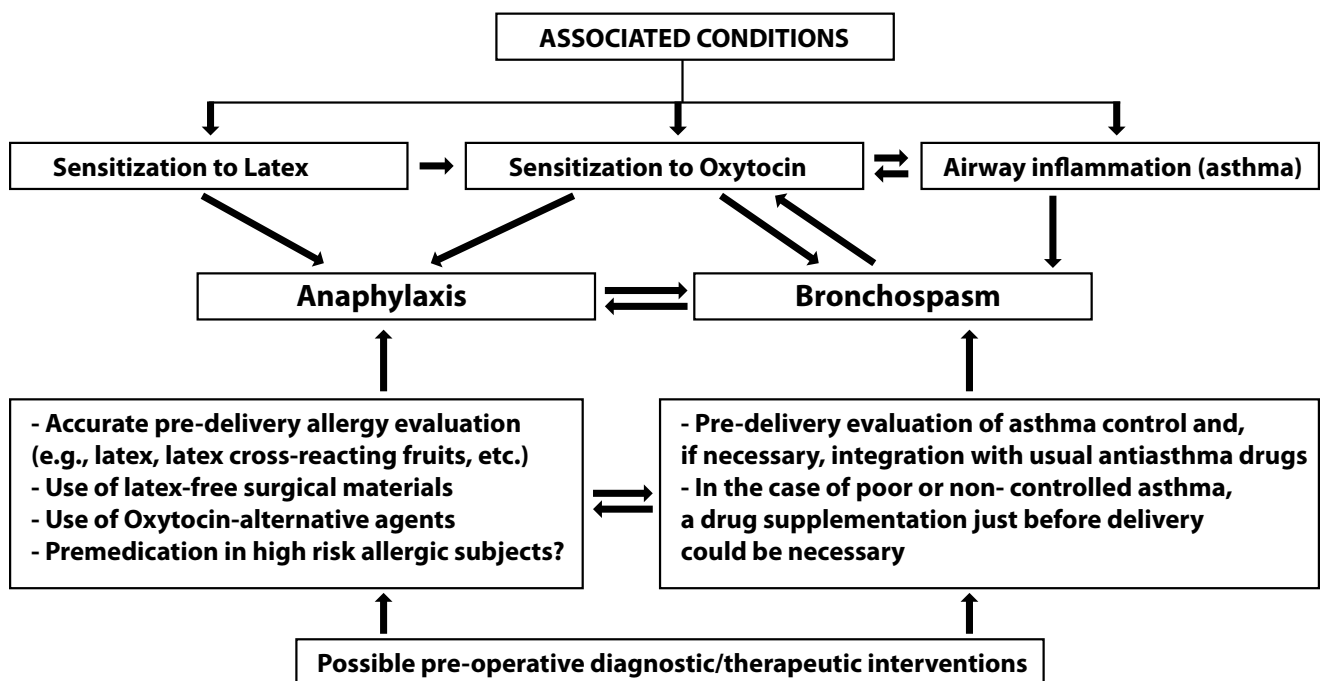 ASSOCIATED CONDITIONS
Sensitization to Latex
Sensitization to Oxytocin
Airway inflammation (asthma)
Anaphylaxis
Bronchospasm
- Accurate pre-delivery allergy evaluation
(e.g., latex, latex cross-reacting fruits, etc.)
- Use of latex-free surgical materials
- Use of Oxytocin-alternative agents
- Premedication in high risk allergic subjects?
- Pre-delivery evaluation of asthma control and,
if necessary, integration with usual antiasthma drugs
- In the case of poor or non- controlled asthma,
a drug supplementation just before delivery
could be necessary
Possible pre-operative diagnostic/therapeutic interventions